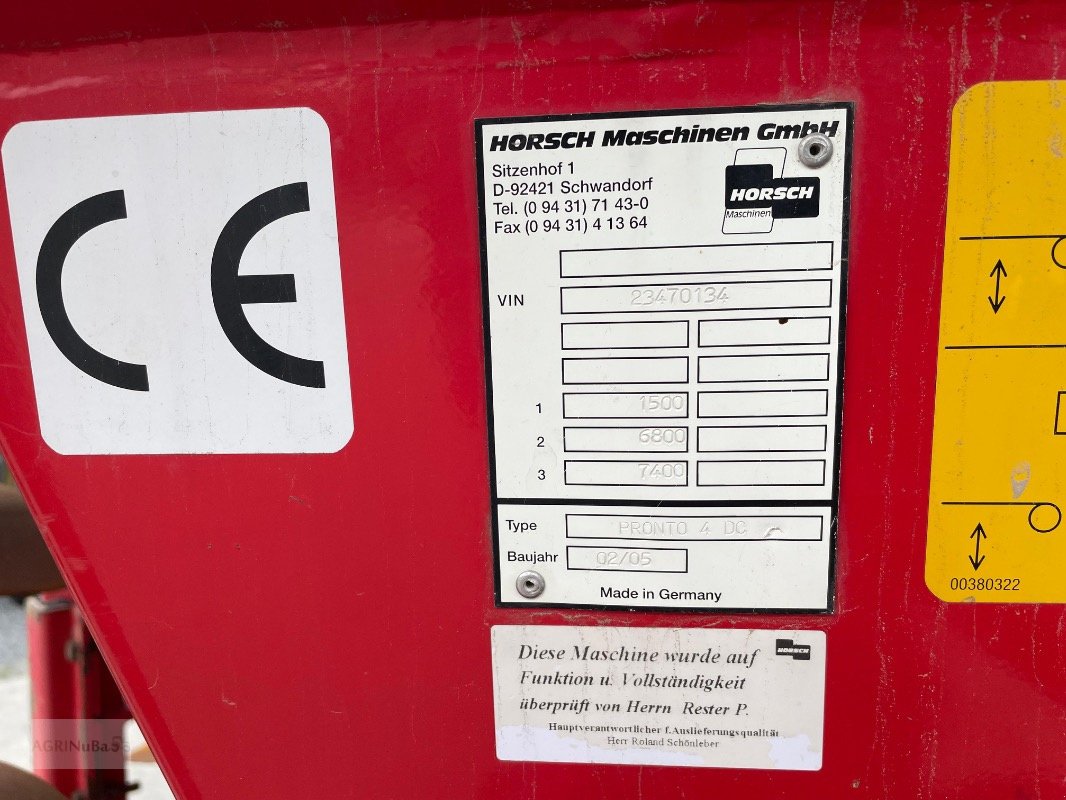 CE
HORSCH Maschinen GmbH
Sitzenhof 1
D-92421 Schwandorf
Tel. (0 94 31) 71 43-0
Fax (0 94 31) 4 13 64
HORSCH
Maschinen
VIN 23470134
1 1500
2 6800
3 7400
Type PRONTO 4 DC
Baujahr 02/05
Made in Germany
00380322
HORSCH
Diese Maschine wurde auf
Funktion u. Vollständigkeit
überprüft von Herrn Rester P.
Hauptverantwortlicher f.Auslieferungsqualität
Herr Roland Schönleber